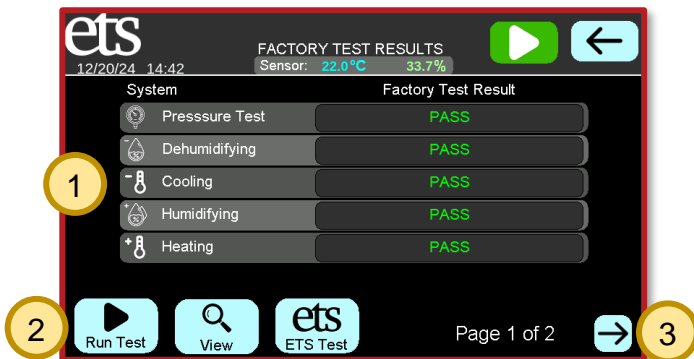 ets
FACTORY TEST RESULTS
12/20/24 14:42
Sensor: 22.0°C 33.7%
System Factory Test Result
Presssure Test PASS
Dehumidifying PASS
1
Cooling PASS
Humidifying PASS
Heating PASS
2
Run Test
View
ets
ETS Test
Page 1 of 2
3